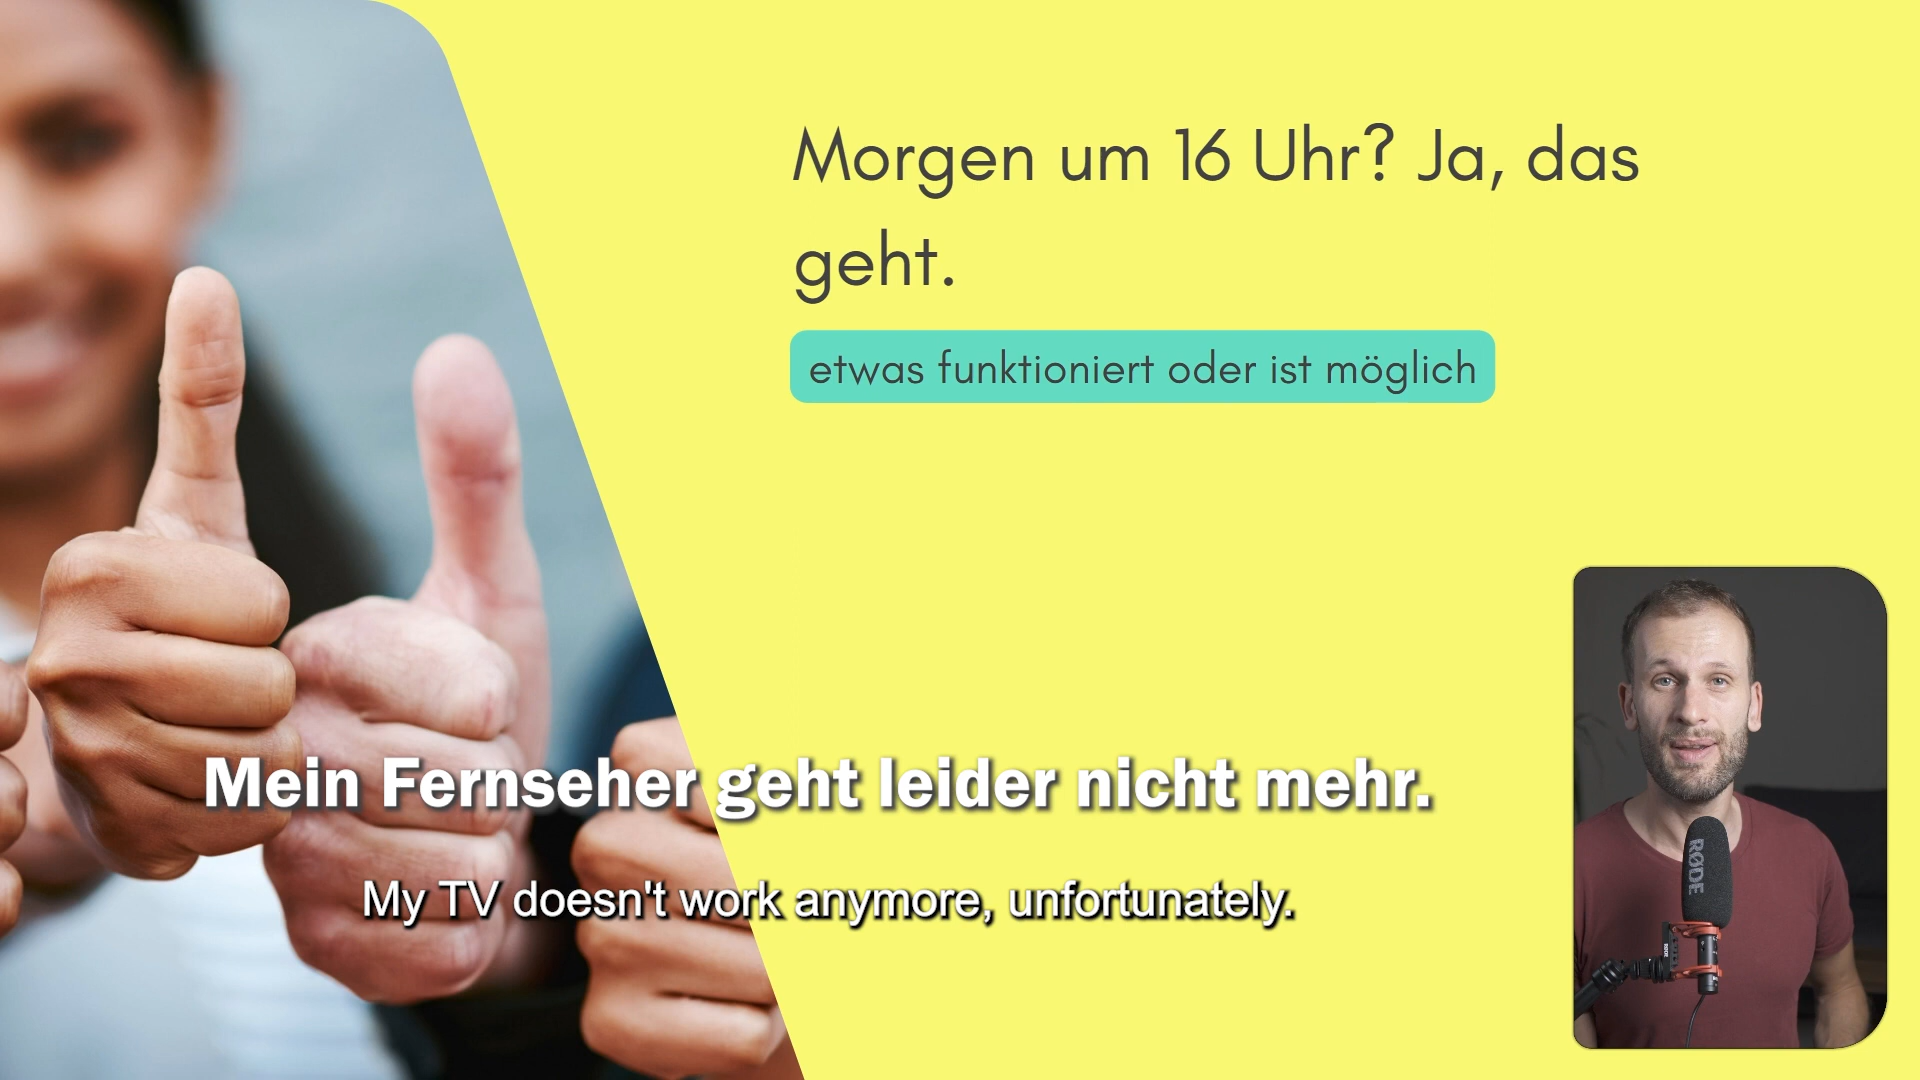 Morgen um 16 Uhr? Ja, das
geht.
etwas funktioniert oder ist möglich
Mein Fernseher geht leider nicht mehr.
My TV doesn't work anymore, unfortunately.
RØDE